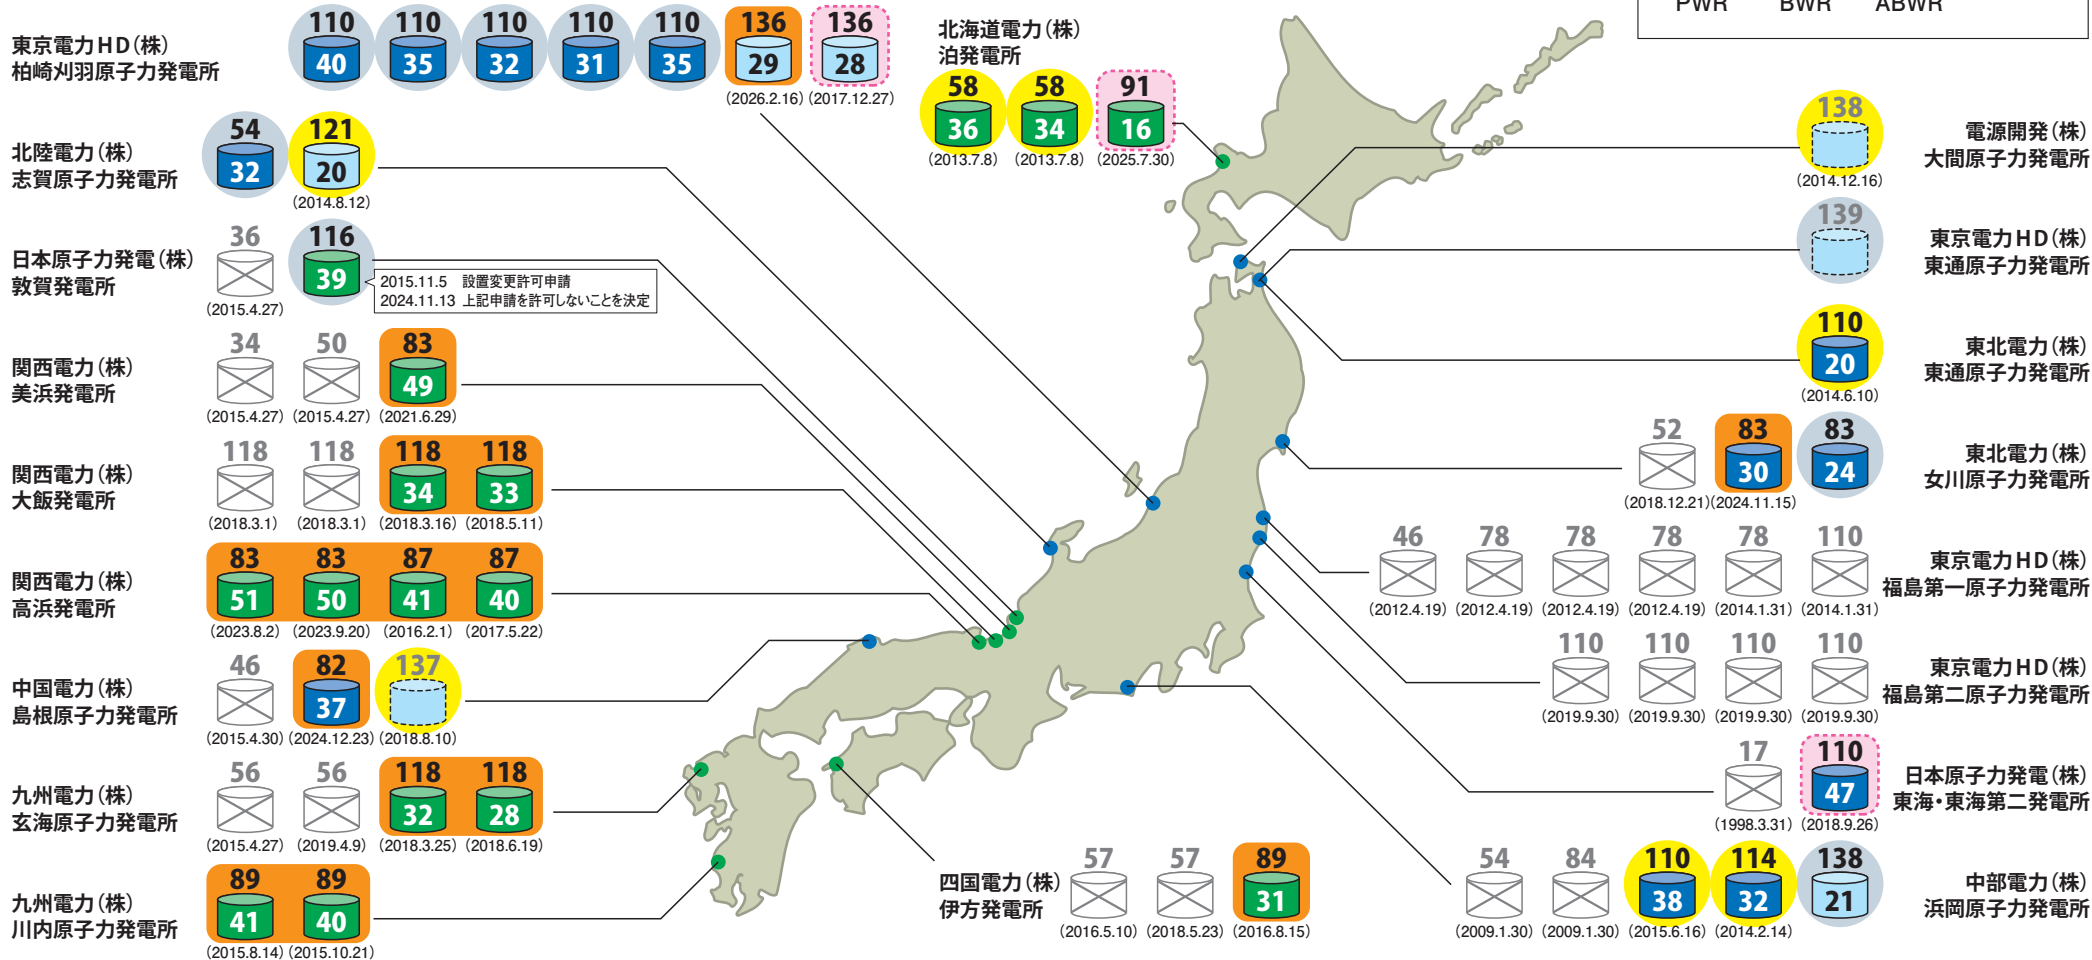 PWR BWR ABWR
東京電力HD(株)
柏崎刈羽原子力発電所
110 110 110 110 110 136 136
40 35 32 31 35 29 28
(2026.2.16) (2017.12.27)
北海道電力(株)
泊発電所
58 58 91
36 34 16
(2013.7.8) (2013.7.8) (2025.7.30)
北陸電力(株)
志賀原子力発電所
54 121
32 20
(2014.8.12)
日本原子力発電(株)
敦賀発電所
36 116
39
(2015.4.27)
2015.11.5 設置変更許可申請
2024.11.13 上記申請を許可しないことを決定
関西電力(株)
美浜発電所
34 50 83
49
(2015.4.27) (2015.4.27) (2021.6.29)
関西電力(株)
大飯発電所
118 118 118 118
34 33
(2018.3.1) (2018.3.1) (2018.3.16) (2018.5.11)
関西電力(株)
高浜発電所
83 83 87 87
51 50 41 40
(2023.8.2) (2023.9.20) (2016.2.1) (2017.5.22)
中国電力(株)
島根原子力発電所
46 82 137
37
(2015.4.30) (2024.12.23) (2018.8.10)
九州電力(株)
玄海原子力発電所
56 56 118 118
32 28
(2015.4.27) (2019.4.9) (2018.3.25) (2018.6.19)
九州電力(株)
川内原子力発電所
89 89
41 40
(2015.8.14) (2015.10.21)
四国電力(株)
伊方発電所
57 57 89
31
(2016.5.10) (2018.5.23) (2016.8.15)
138
(2014.12.16)
電源開発(株)
大間原子力発電所
139
東京電力HD(株)
東通原子力発電所
110
20
(2014.6.10)
東北電力(株)
東通原子力発電所
52 83 83
30 24
(2018.12.21) (2024.11.15)
東北電力(株)
女川原子力発電所
46 78 78 78 78 110
(2012.4.19) (2012.4.19) (2012.4.19) (2012.4.19) (2014.1.31) (2014.1.31)
東京電力HD(株)
福島第一原子力発電所
110 110 110 110
(2019.9.30) (2019.9.30) (2019.9.30) (2019.9.30)
東京電力HD(株)
福島第二原子力発電所
17 110
47
(1998.3.31) (2018.9.26)
日本原子力発電(株)
東海・東海第二発電所
54 84 110 114 138
38 32 21
(2009.1.30) (2009.1.30) (2015.6.16) (2014.2.14)
中部電力(株)
浜岡原子力発電所